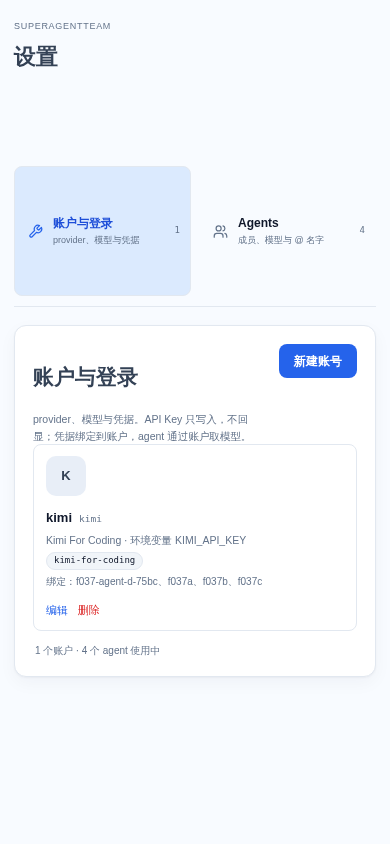 SUPERAGENTTEAM
设置
账户与登录
provider、模型与凭据
1
Agents
成员、模型与 @ 名字
4
账户与登录
新建账号
provider、模型与凭据。API Key 只写入，不回
显；凭据绑定到账户，agent 通过账户取模型。
K
kimi kimi
Kimi For Coding · 环境变量 KIMI_API_KEY
kimi-for-coding
绑定：f037-agent-d-75bc、f037a、f037b、f037c
编辑 删除
1 个账户 · 4 个 agent 使用中